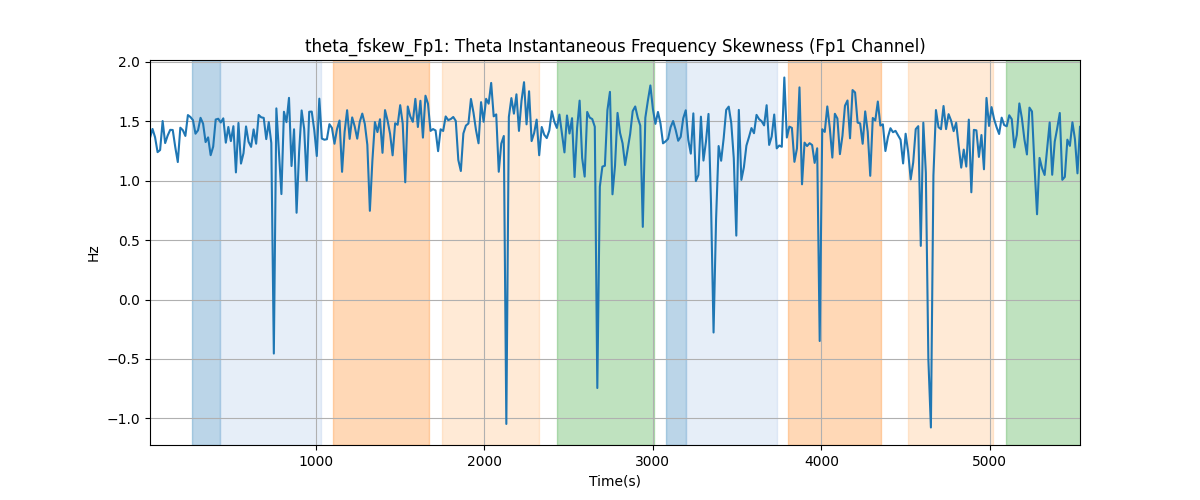 theta_fskew_Fp1: Theta Instantaneous Frequency Skewness (Fp1 Channel)
2.0
1.5
1.0
0.5
0.0
−0.5
−1.0
Hz
1000 2000 3000 4000 5000
Time(s)